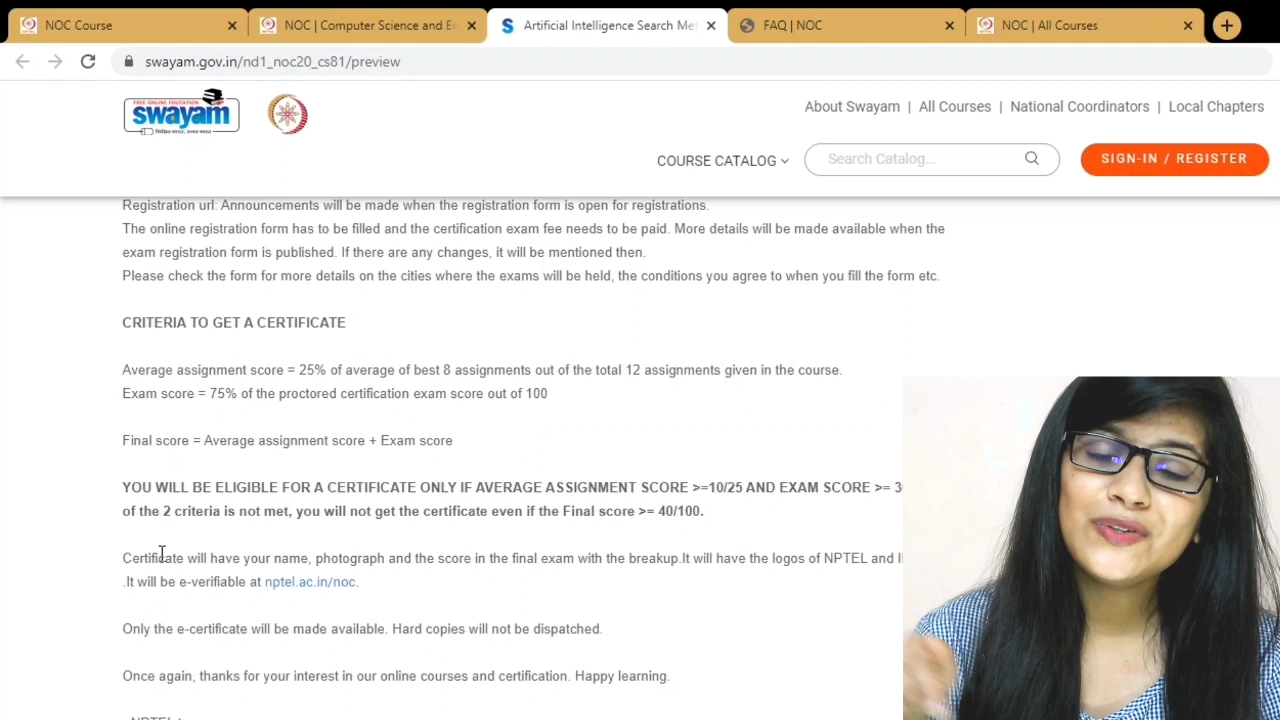 NOC Course
NOC | Computer Science and En
Artificial Intelligence Search Met
FAQ | NOC
NOC | All Courses
swayam.gov.in/nd1_noc20_cs81/preview
FREE ONLINE EDUCATION
swayam
About Swayam | All Courses | National Coordinators | Local Chapters
COURSE CATALOG
Search Catalog...
SIGN-IN / REGISTER
Registration url: Announcements will be made when the registration form is open for registrations.
The online registration form has to be filled and the certification exam fee needs to be paid. More details will be made available when the
exam registration form is published. If there are any changes, it will be mentioned then.
Please check the form for more details on the cities where the exams will be held, the conditions you agree to when you fill the form etc.
CRITERIA TO GET A CERTIFICATE
Average assignment score = 25% of average of best 8 assignments out of the total 12 assignments given in the course.
Exam score = 75% of the proctored certification exam score out of 100
Final score = Average assignment score + Exam score
YOU WILL BE ELIGIBLE FOR A CERTIFICATE ONLY IF AVERAGE ASSIGNMENT SCORE >=10/25 AND EXAM SCORE >= 3
of the 2 criteria is not met, you will not get the certificate even if the Final score >= 40/100.
Certificate will have your name, photograph and the score in the final exam with the breakup.It will have the logos of NPTEL and
.It will be e-verifiable at nptel.ac.in/noc.
Only the e-certificate will be made available. Hard copies will not be dispatched.
Once again, thanks for your interest in our online courses and certification. Happy learning.